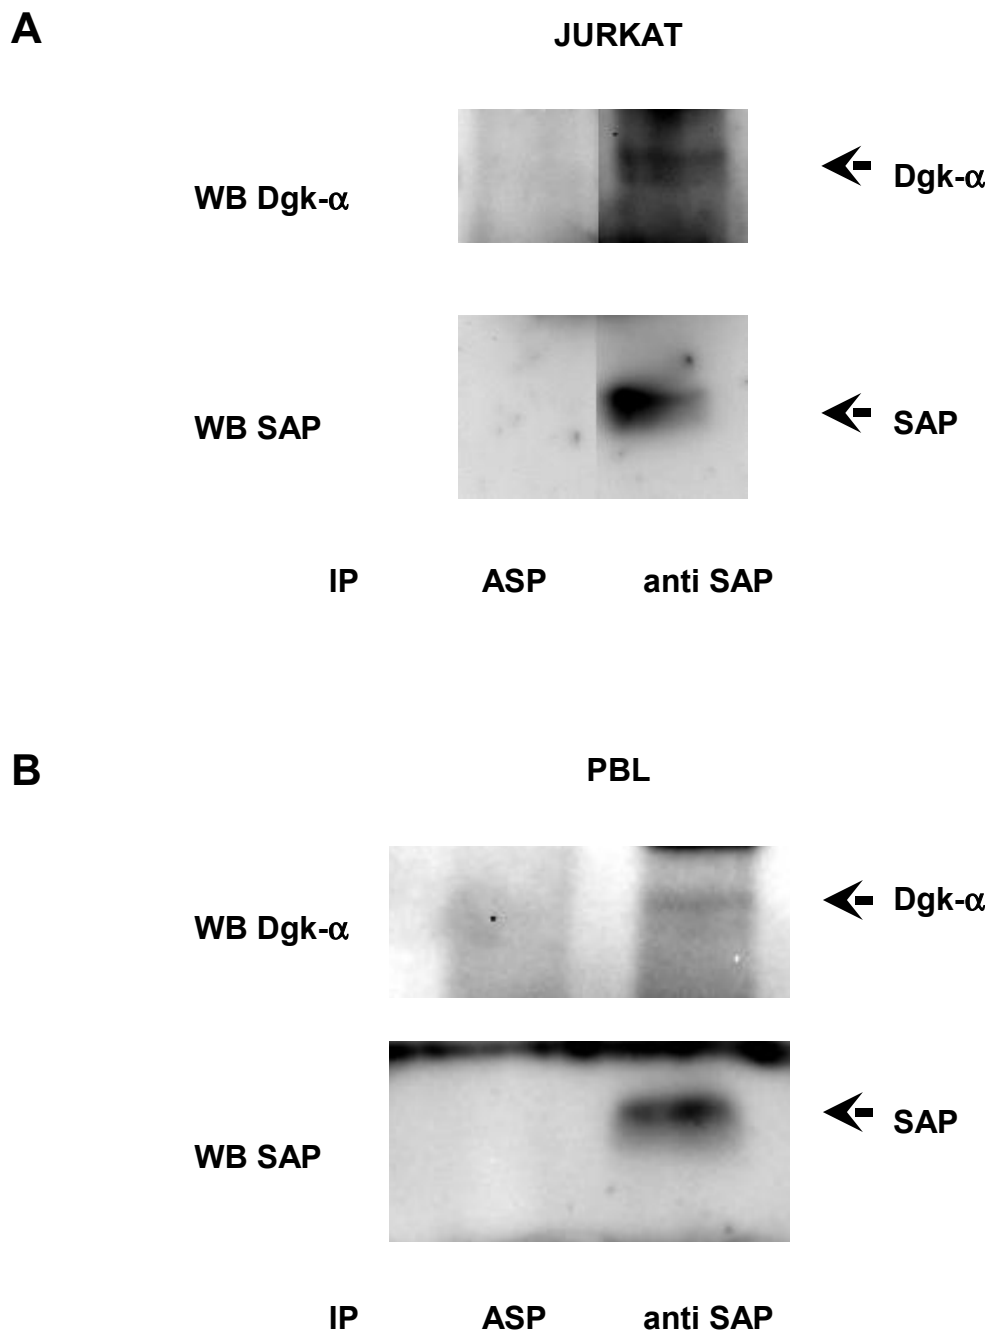 A
JURKAT
WB Dgk-α
Dgk-α
WB SAP
SAP
IP ASP anti SAP
B
PBL
WB Dgk-α
Dgk-α
WB SAP
SAP
IP ASP anti SAP